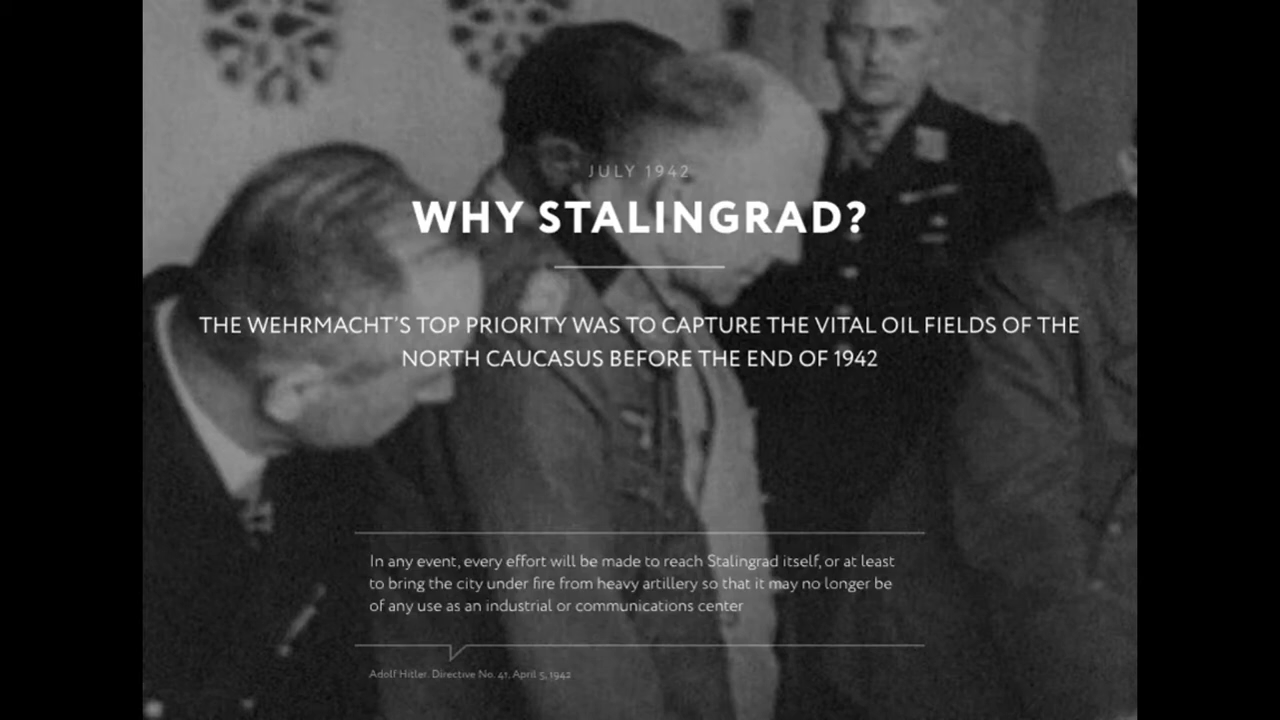 JULY 1942
WHY STALINGRAD?
THE WEHRMACHT'S TOP PRIORITY WAS TO CAPTURE THE VITAL OIL FIELDS OF THE
NORTH CAUCASUS BEFORE THE END OF 1942
In any event, every effort will be made to reach Stalingrad itself, or at least
to bring the city under fire from heavy artillery so that it may no longer be
of any use as an industrial or communications center
Adolf Hitler. Directive No. 41, April 5, 1942